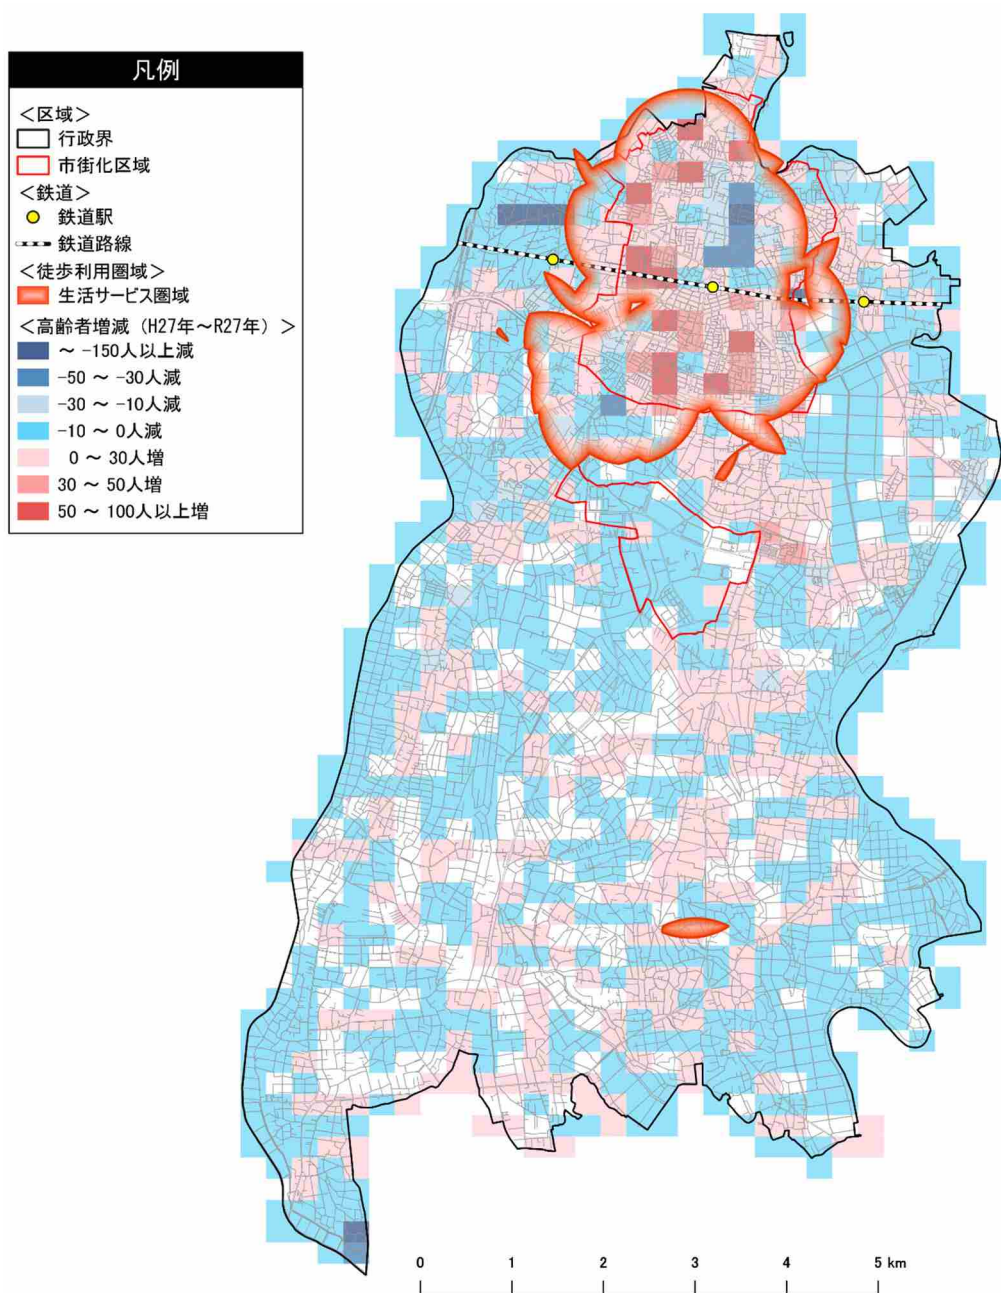 凡例
＜区域＞
行政界
市街化区域
＜鉄道＞
鉄道駅
鉄道路線
＜徒歩利用圏域＞
生活サービス圏域
＜高齢者増減（H27年～R27年）＞
～ -150人以上減
-50 ～ -30人減
-30 ～ -10人減
-10 ～ 0人減
0 ～ 30人増
30 ～ 50人増
50 ～ 100人以上増
0 1 2 3 4 5 km